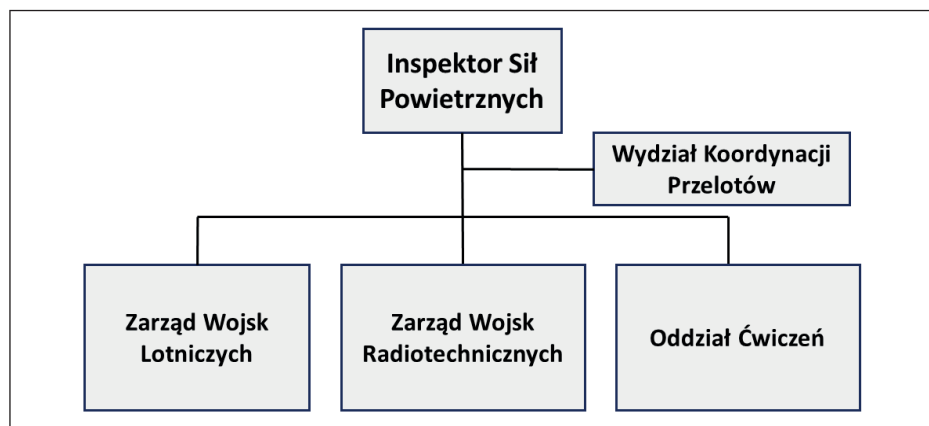 Inspektor Sił
Powietrznych
Wydział Koordynacji
Przelotów
Zarząd Wojsk
Lotniczych
Zarząd Wojsk
Radiotechnicznych
Oddział Ćwiczeń